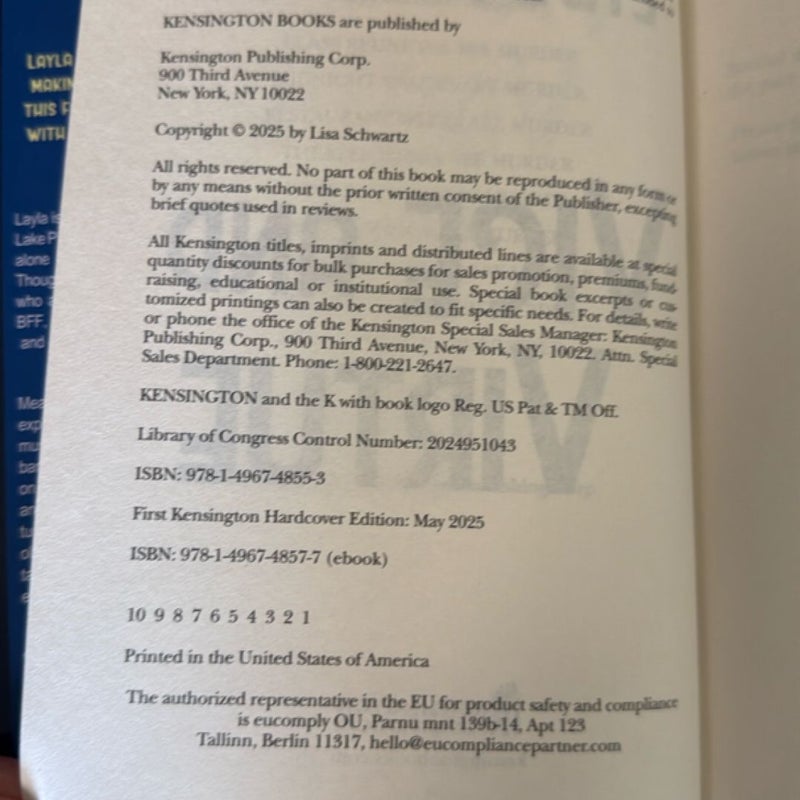 KENSINGTON BOOKS are published by
Kensington Publishing Corp.
900 Third Avenue
New York, NY 10022
Copyright © 2025 by Lisa Schwartz
All rights reserved. No part of this book may be reproduced in any form or
by any means without the prior written consent of the Publisher, excepting
brief quotes used in reviews.
All Kensington titles, imprints and distributed lines are available at special
quantity discounts for bulk purchases for sales promotion, premiums, fund-
raising, educational or institutional use. Special book excerpts or cus-
tomized printings can also be created to fit specific needs. For details, write
or phone the office of the Kensington Special Sales Manager: Kensington
Publishing Corp., 900 Third Avenue, New York, NY, 10022. Attn. Special
Sales Department. Phone: 1-800-221-2647.
KENSINGTON and the K with book logo Reg. US Pat & TM Off.
Library of Congress Control Number: 2024951043
ISBN: 978-1-4967-4855-3
First Kensington Hardcover Edition: May 2025
ISBN: 978-1-4967-4857-7 (ebook)
10 9 8 7 6 5 4 3 2 1
Printed in the United States of America
The authorized representative in the EU for product safety and compliance
is eucomply OU, Parnu mnt 139b-14, Apt 123
Tallinn, Berlin 11317, hello@eucompliancepartner.com
LAYLA
THIS
WITH
Layla is
Lake P
alone
who
BFF,
and